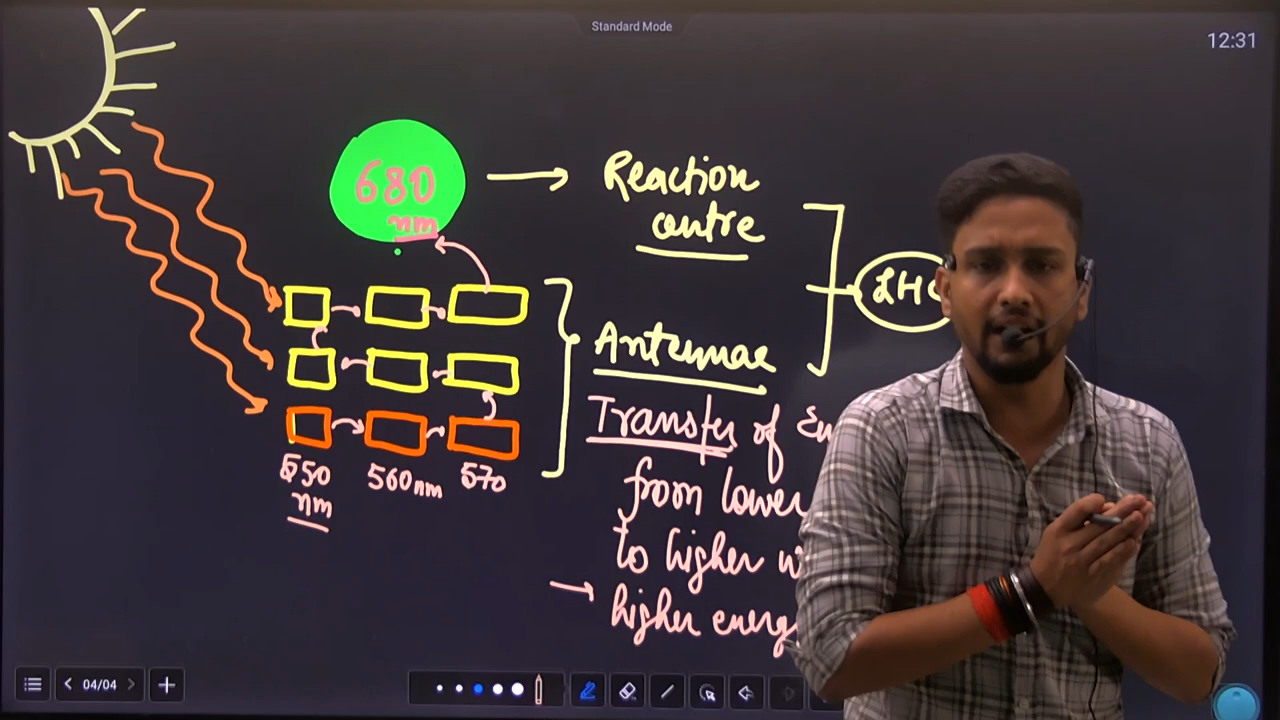 Standard Mode
12:31
680
nm
Reaction
centre
LHC
Antennae
Transfer of
from lower
to higher
→ higher
550
nm
560nm
570
04/04